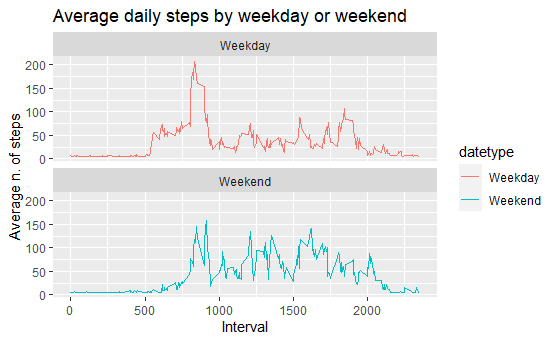 Average daily steps by weekday or weekend
Weekday
200
150
100
50
0
Weekend
200
150
100
50
0
0 500 1000 1500 2000
Interval
Average n. of steps
datetype
Weekday
Weekend